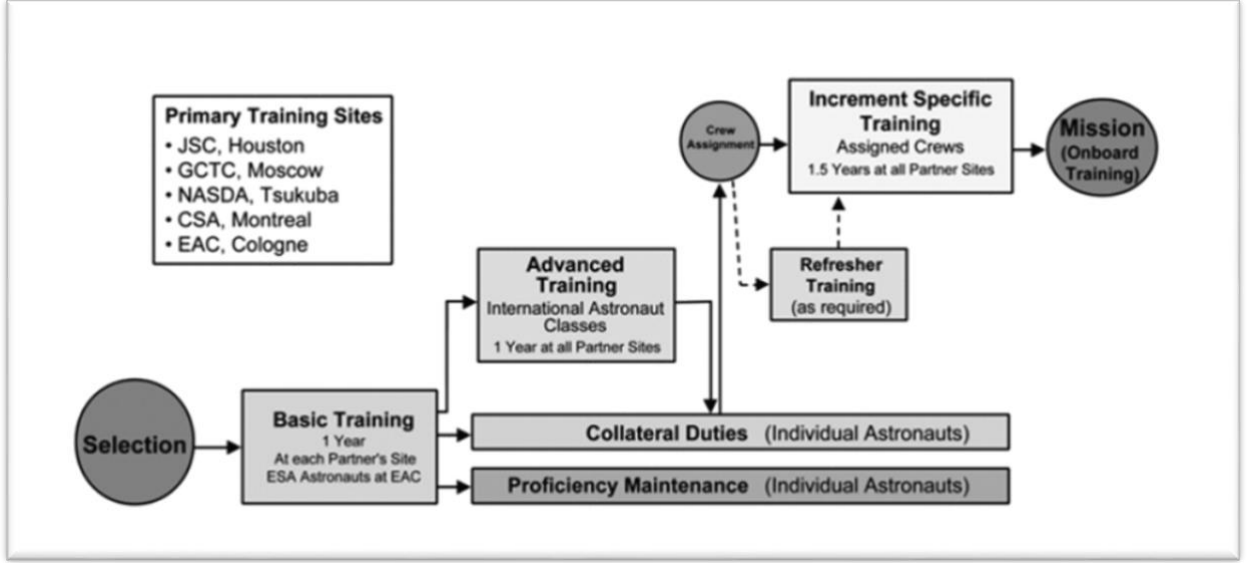 Primary Training Sites
• JSC, Houston
• GCTC, Moscow
• NASDA, Tsukuba
• CSA, Montreal
• EAC, Cologne
Crew
Assignment
Increment Specific
Training
Assigned Crews
1.5 Years at all Partner Sites
Mission
(Onboard
Training)
Advanced
Training
International Astronaut
Classes
1 Year at all Partner Sites
Refresher
Training
(as required)
Selection
Basic Training
1 Year
At each Partner's Site
ESA Astronauts at EAC
Collateral Duties (Individual Astronauts)
Proficiency Maintenance (Individual Astronauts)